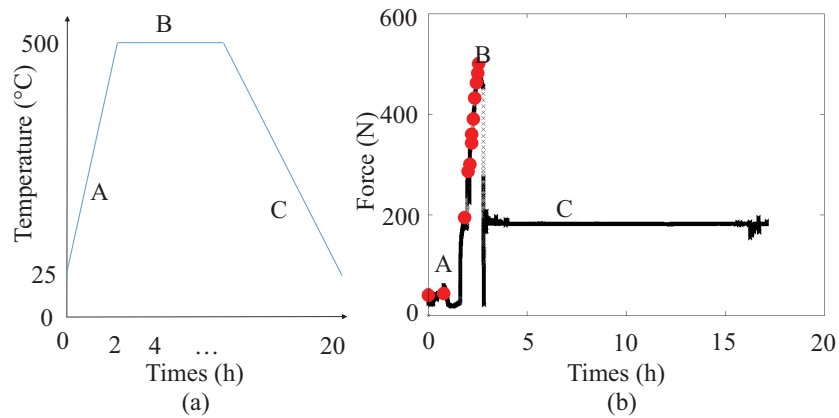 B
500
A
C
25
0
Temperature (°C)
0 2 4 … 20
Times (h)
(a)
600
B
400
200
C
A
0
Force (N)
0 5 10 15 20
Times (h)
(b)